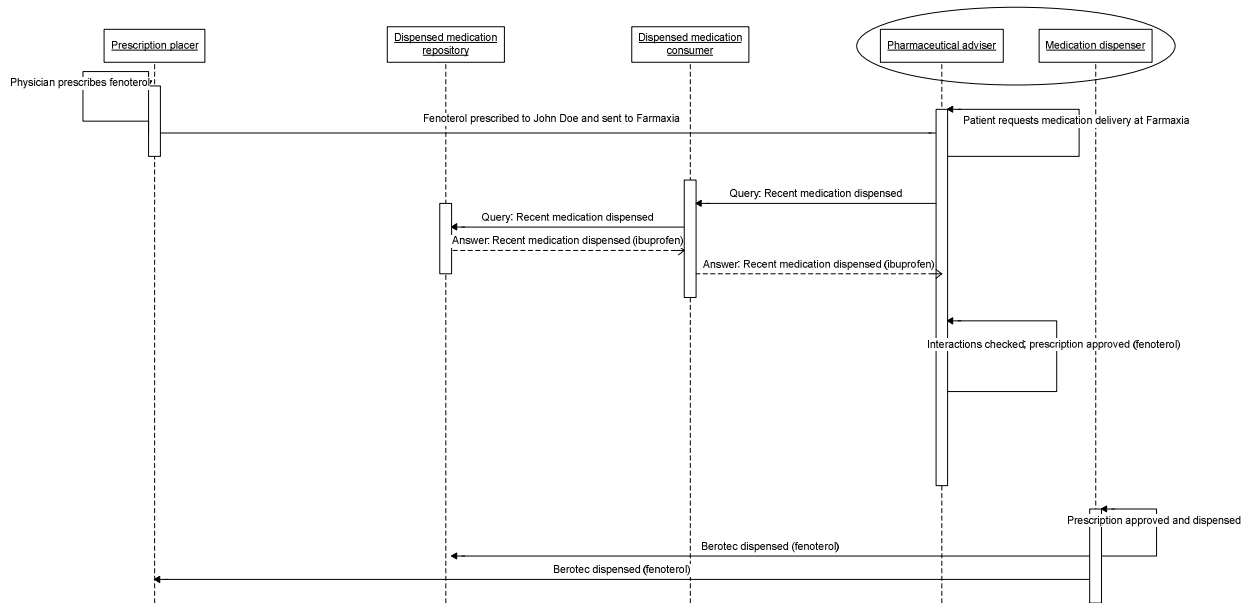 Prescription placer
Dispensed medication
repository
Dispensed medication
consumer
Pharmaceutical adviser
Medication dispenser
Physician prescribes fenoterol
Fenoterol prescribed to John Doe and sent to Farmaxia
Patient requests medication delivery at Farmaxia
Query: Recent medication dispensed
Query: Recent medication dispensed
Answer: Recent medication dispensed (ibuprofen)
Answer: Recent medication dispensed (ibuprofen)
Interactions checked; prescription approved (fenoterol)
Prescription approved and dispensed
Berotec dispensed (fenoterol)
Berotec dispensed (fenoterol)